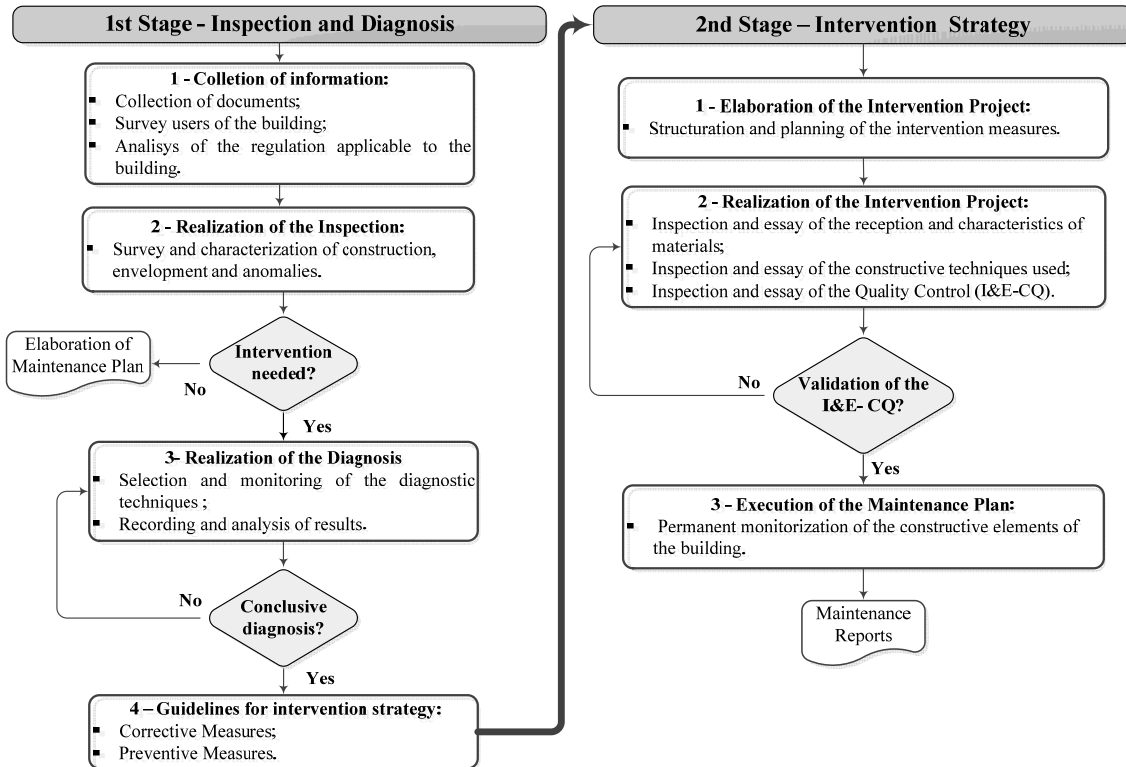 1st Stage - Inspection and Diagnosis
1 - Colletion of information:
▪ Collection of documents;
▪ Survey users of the building;
▪ Analisys of the regulation applicable to the
building.
2 - Realization of the Inspection:
▪ Survey and characterization of construction,
envelopment and anomalies.
Intervention
needed?
No
Elaboration of
Maintenance Plan
Yes
3- Realization of the Diagnosis
▪ Selection and monitoring of the diagnostic
techniques ;
▪ Recording and analysis of results.
Conclusive
diagnosis?
No
Yes
4 – Guidelines for intervention strategy:
▪ Corrective Measures;
▪ Preventive Measures.
2nd Stage – Intervention Strategy
1 - Elaboration of the Intervention Project:
▪ Structuration and planning of the intervention measures.
2 - Realization of the Intervention Project:
▪ Inspection and essay of the reception and characteristics of
materials;
▪ Inspection and essay of the constructive techniques used;
▪ Inspection and essay of the Quality Control (I&E-CQ).
Validation of the
I&E- CQ?
No
Yes
3 - Execution of the Maintenance Plan:
▪ Permanent monitorization of the constructive elements of
the building.
Maintenance
Reports